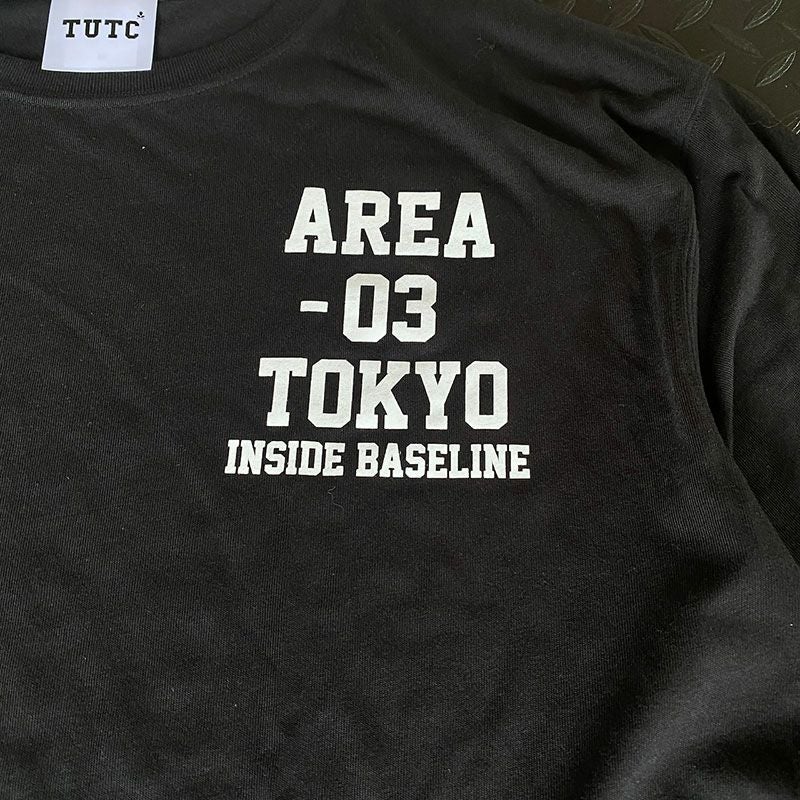 TUTC
AREA
-03
TOKYO
INSIDE BASELINE